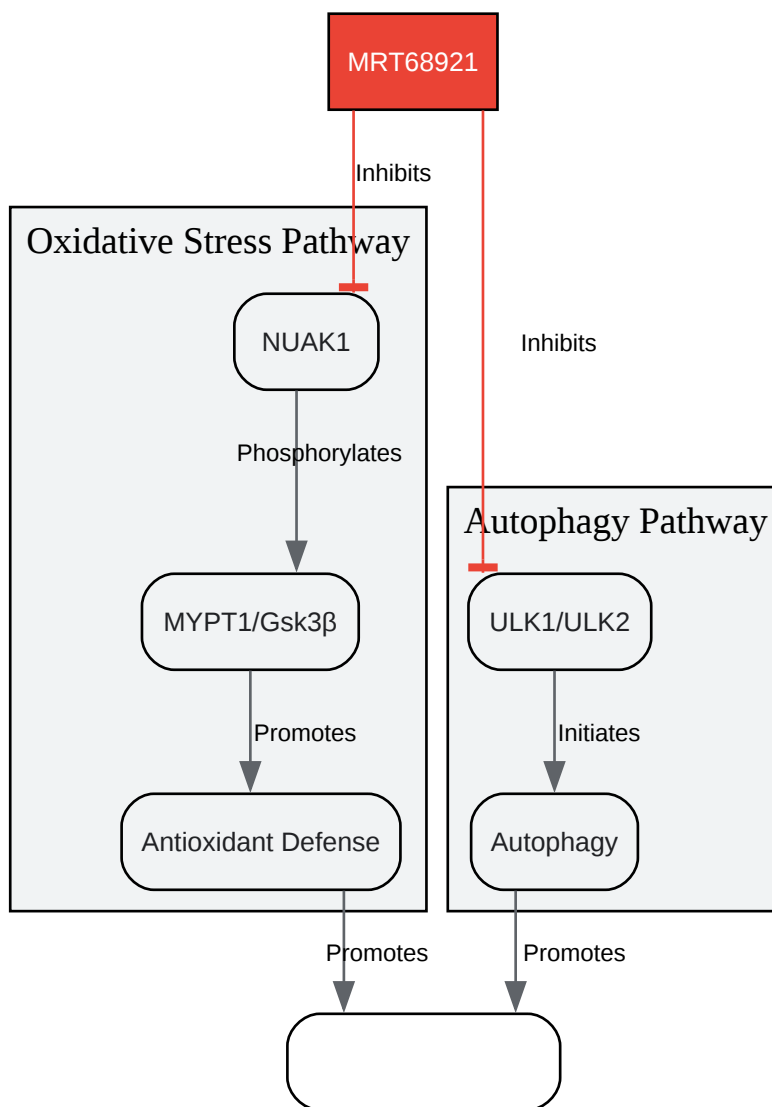 MRT68921
Inhibits
Oxidative Stress Pathway
NUAK1
Inhibits
Phosphorylates
Autophagy Pathway
MYPT1/Gsk3β
ULK1/ULK2
Promotes
Initiates
Antioxidant Defense
Autophagy
Promotes
Promotes